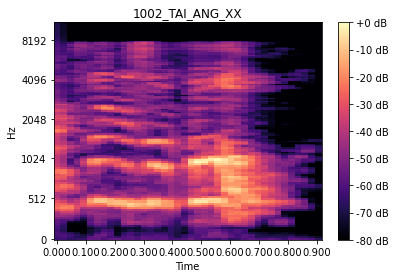 1002_TAI_ANG_XX
+0 dB
8192
-10 dB
4096
-20 dB
-30 dB
2048
-40 dB
Hz
1024
-50 dB
512
-60 dB
-70 dB
0
-80 dB
0.000 0.100 0.200 0.300 0.400 0.500 0.600 0.700 0.800 0.900
Time